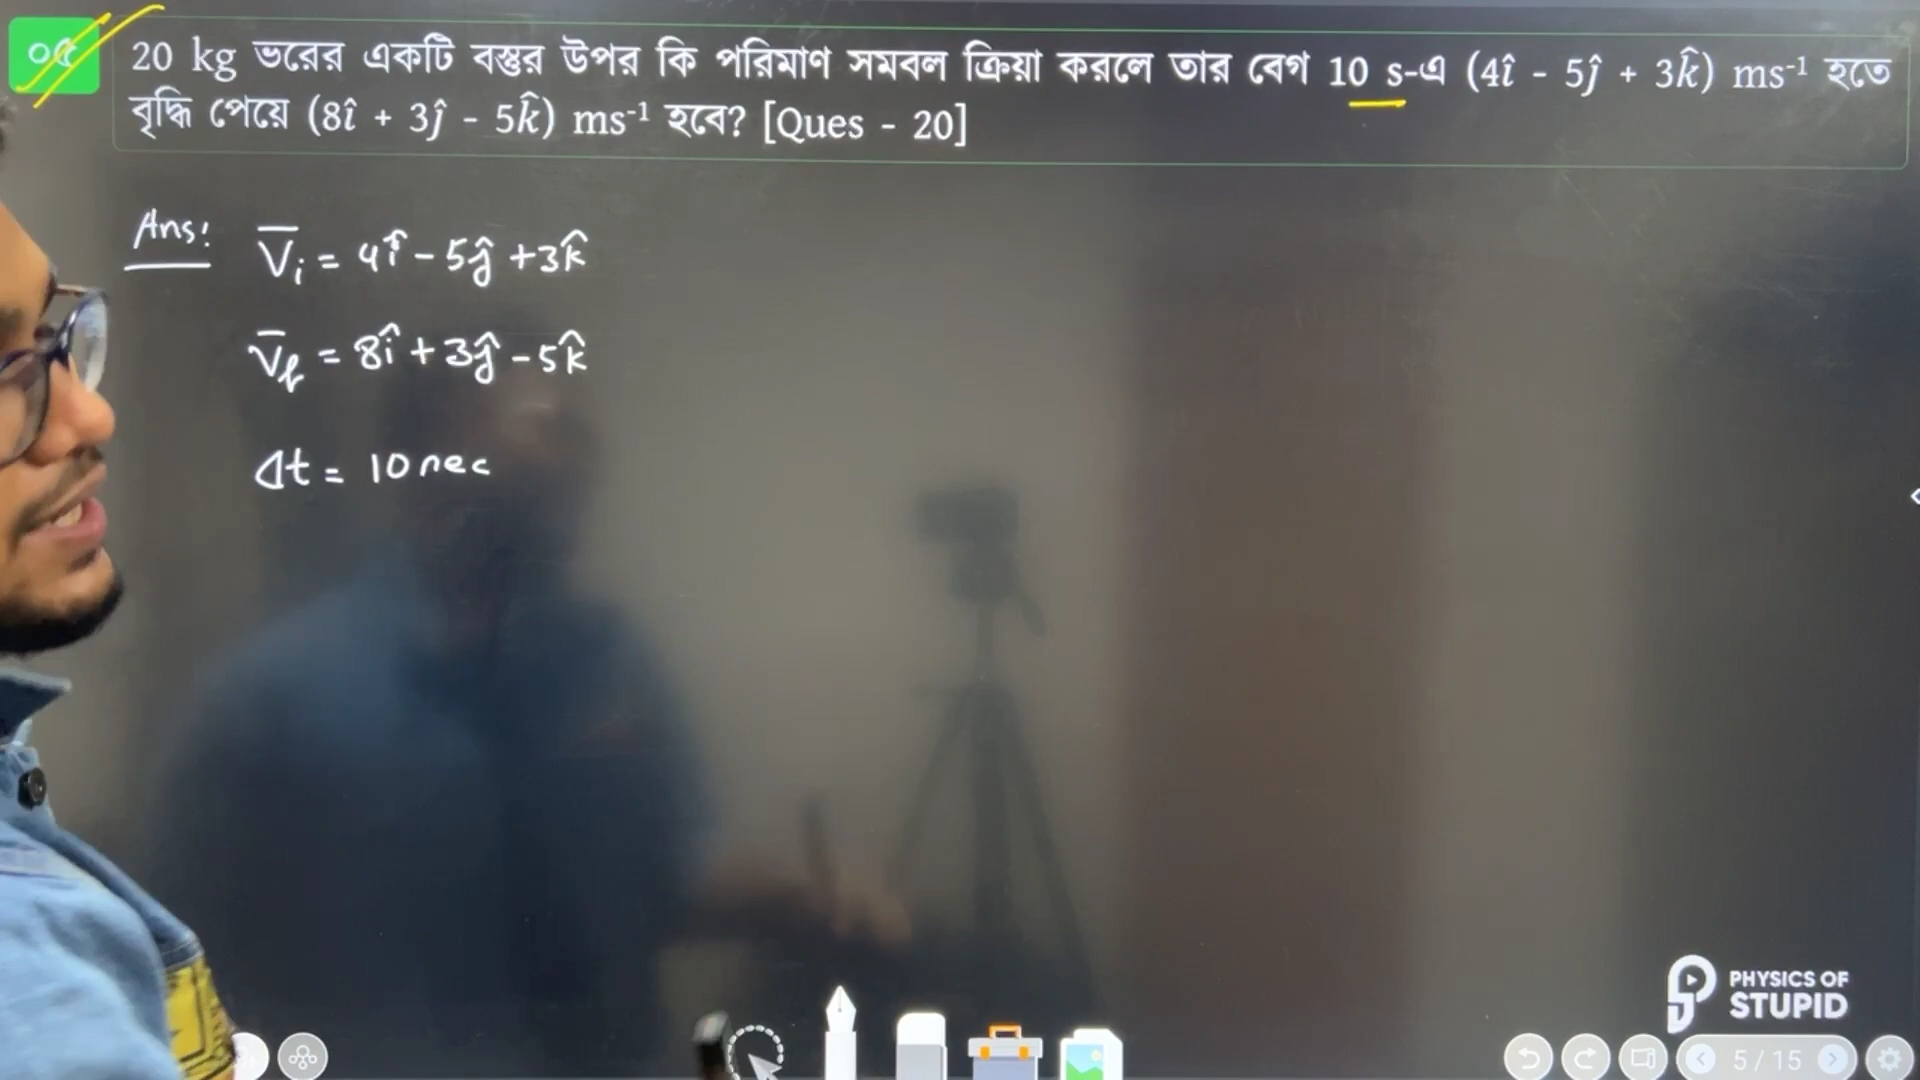 ০৫
20 kg ভরের একটি বস্তুর উপর কি পরিমাণ সমবল ক্রিয়া করলে তার বেগ 10 s-এ (4î - 5ĵ + 3k̂) ms⁻¹ হতে
বৃদ্ধি পেয়ে (8î + 3ĵ - 5k̂) ms⁻¹ হবে? [Ques - 20]
Ans:
V̅i = 4î - 5ĵ + 3k̂
V̅f = 8î + 3ĵ - 5k̂
Δt = 10 sec
PHYSICS OF
STUPID
5 / 15